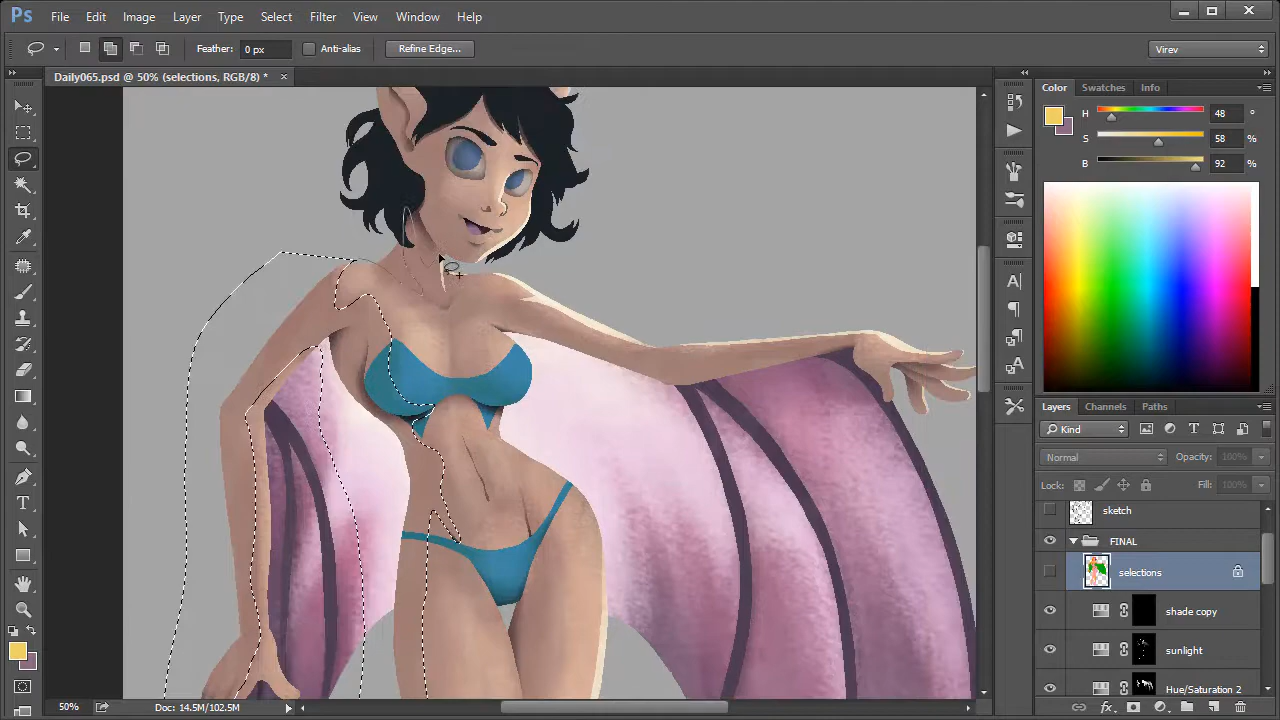 Ps File Edit Image Layer Type Select Filter View Window Help
Feather: 0 px Anti-alias Refine Edge... Virev
Daily065.psd @ 50% (selections, RGB/8) *
Color Swatches Info
H 48 °
S 58 %
B 92 %
Layers Channels Paths
Kind
Normal Opacity: 100%
Lock: Fill: 100%
sketch
FINAL
selections
shade copy
sunlight
Hue/Saturation 2
50% Doc: 14.5M/102.5M